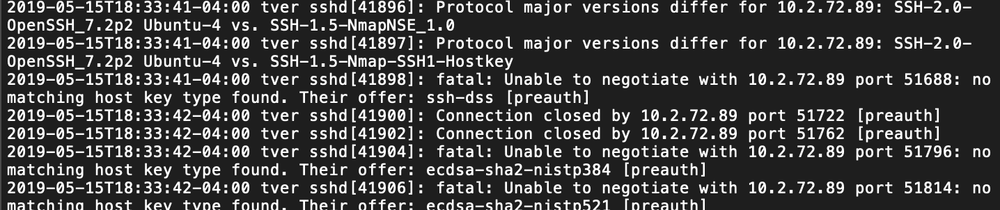 2019-05-15T18:33:41-04:00 tver sshd[41896]: Protocol major versions differ for 10.2.72.89: SSH-2.0-
OpenSSH_7.2p2 Ubuntu-4 vs. SSH-1.5-NmapNSE_1.0
2019-05-15T18:33:41-04:00 tver sshd[41897]: Protocol major versions differ for 10.2.72.89: SSH-2.0-
OpenSSH_7.2p2 Ubuntu-4 vs. SSH-1.5-Nmap-SSH1-Hostkey
2019-05-15T18:33:41-04:00 tver sshd[41898]: fatal: Unable to negotiate with 10.2.72.89 port 51688: no
matching host key type found. Their offer: ssh-dss [preauth]
2019-05-15T18:33:42-04:00 tver sshd[41900]: Connection closed by 10.2.72.89 port 51722 [preauth]
2019-05-15T18:33:42-04:00 tver sshd[41902]: Connection closed by 10.2.72.89 port 51762 [preauth]
2019-05-15T18:33:42-04:00 tver sshd[41904]: fatal: Unable to negotiate with 10.2.72.89 port 51796: no
matching host key type found. Their offer: ecdsa-sha2-nistp384 [preauth]
2019-05-15T18:33:42-04:00 tver sshd[41906]: fatal: Unable to negotiate with 10.2.72.89 port 51814: no
matching host key type found. Their offer: ecdsa-sha2-nistp521 [preauth]